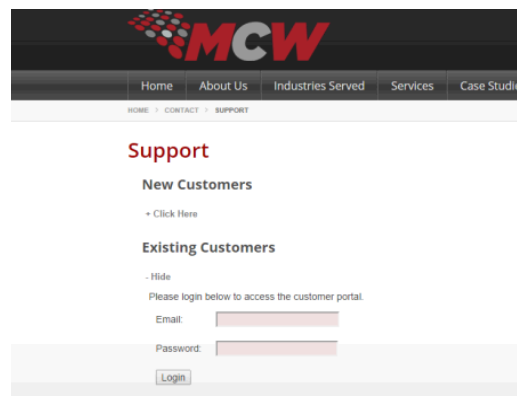 MCW
Home About Us Industries Served Services Case Studie
HOME > CONTACT > SUPPORT
Support
New Customers
+ Click Here
Existing Customers
- Hide
Please login below to access the customer portal.
Email:
Password:
Login